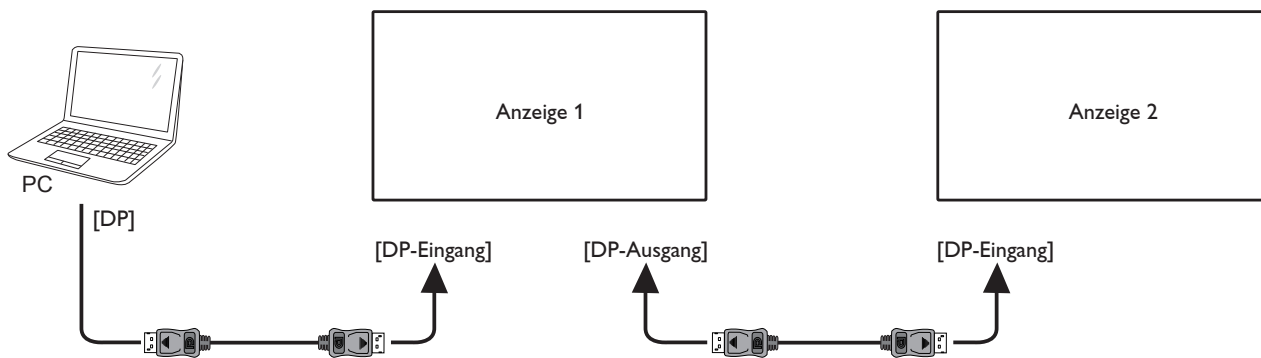 Anzeige 1
Anzeige 2
PC
[DP]
[DP-Eingang]
[DP-Ausgang]
[DP-Eingang]